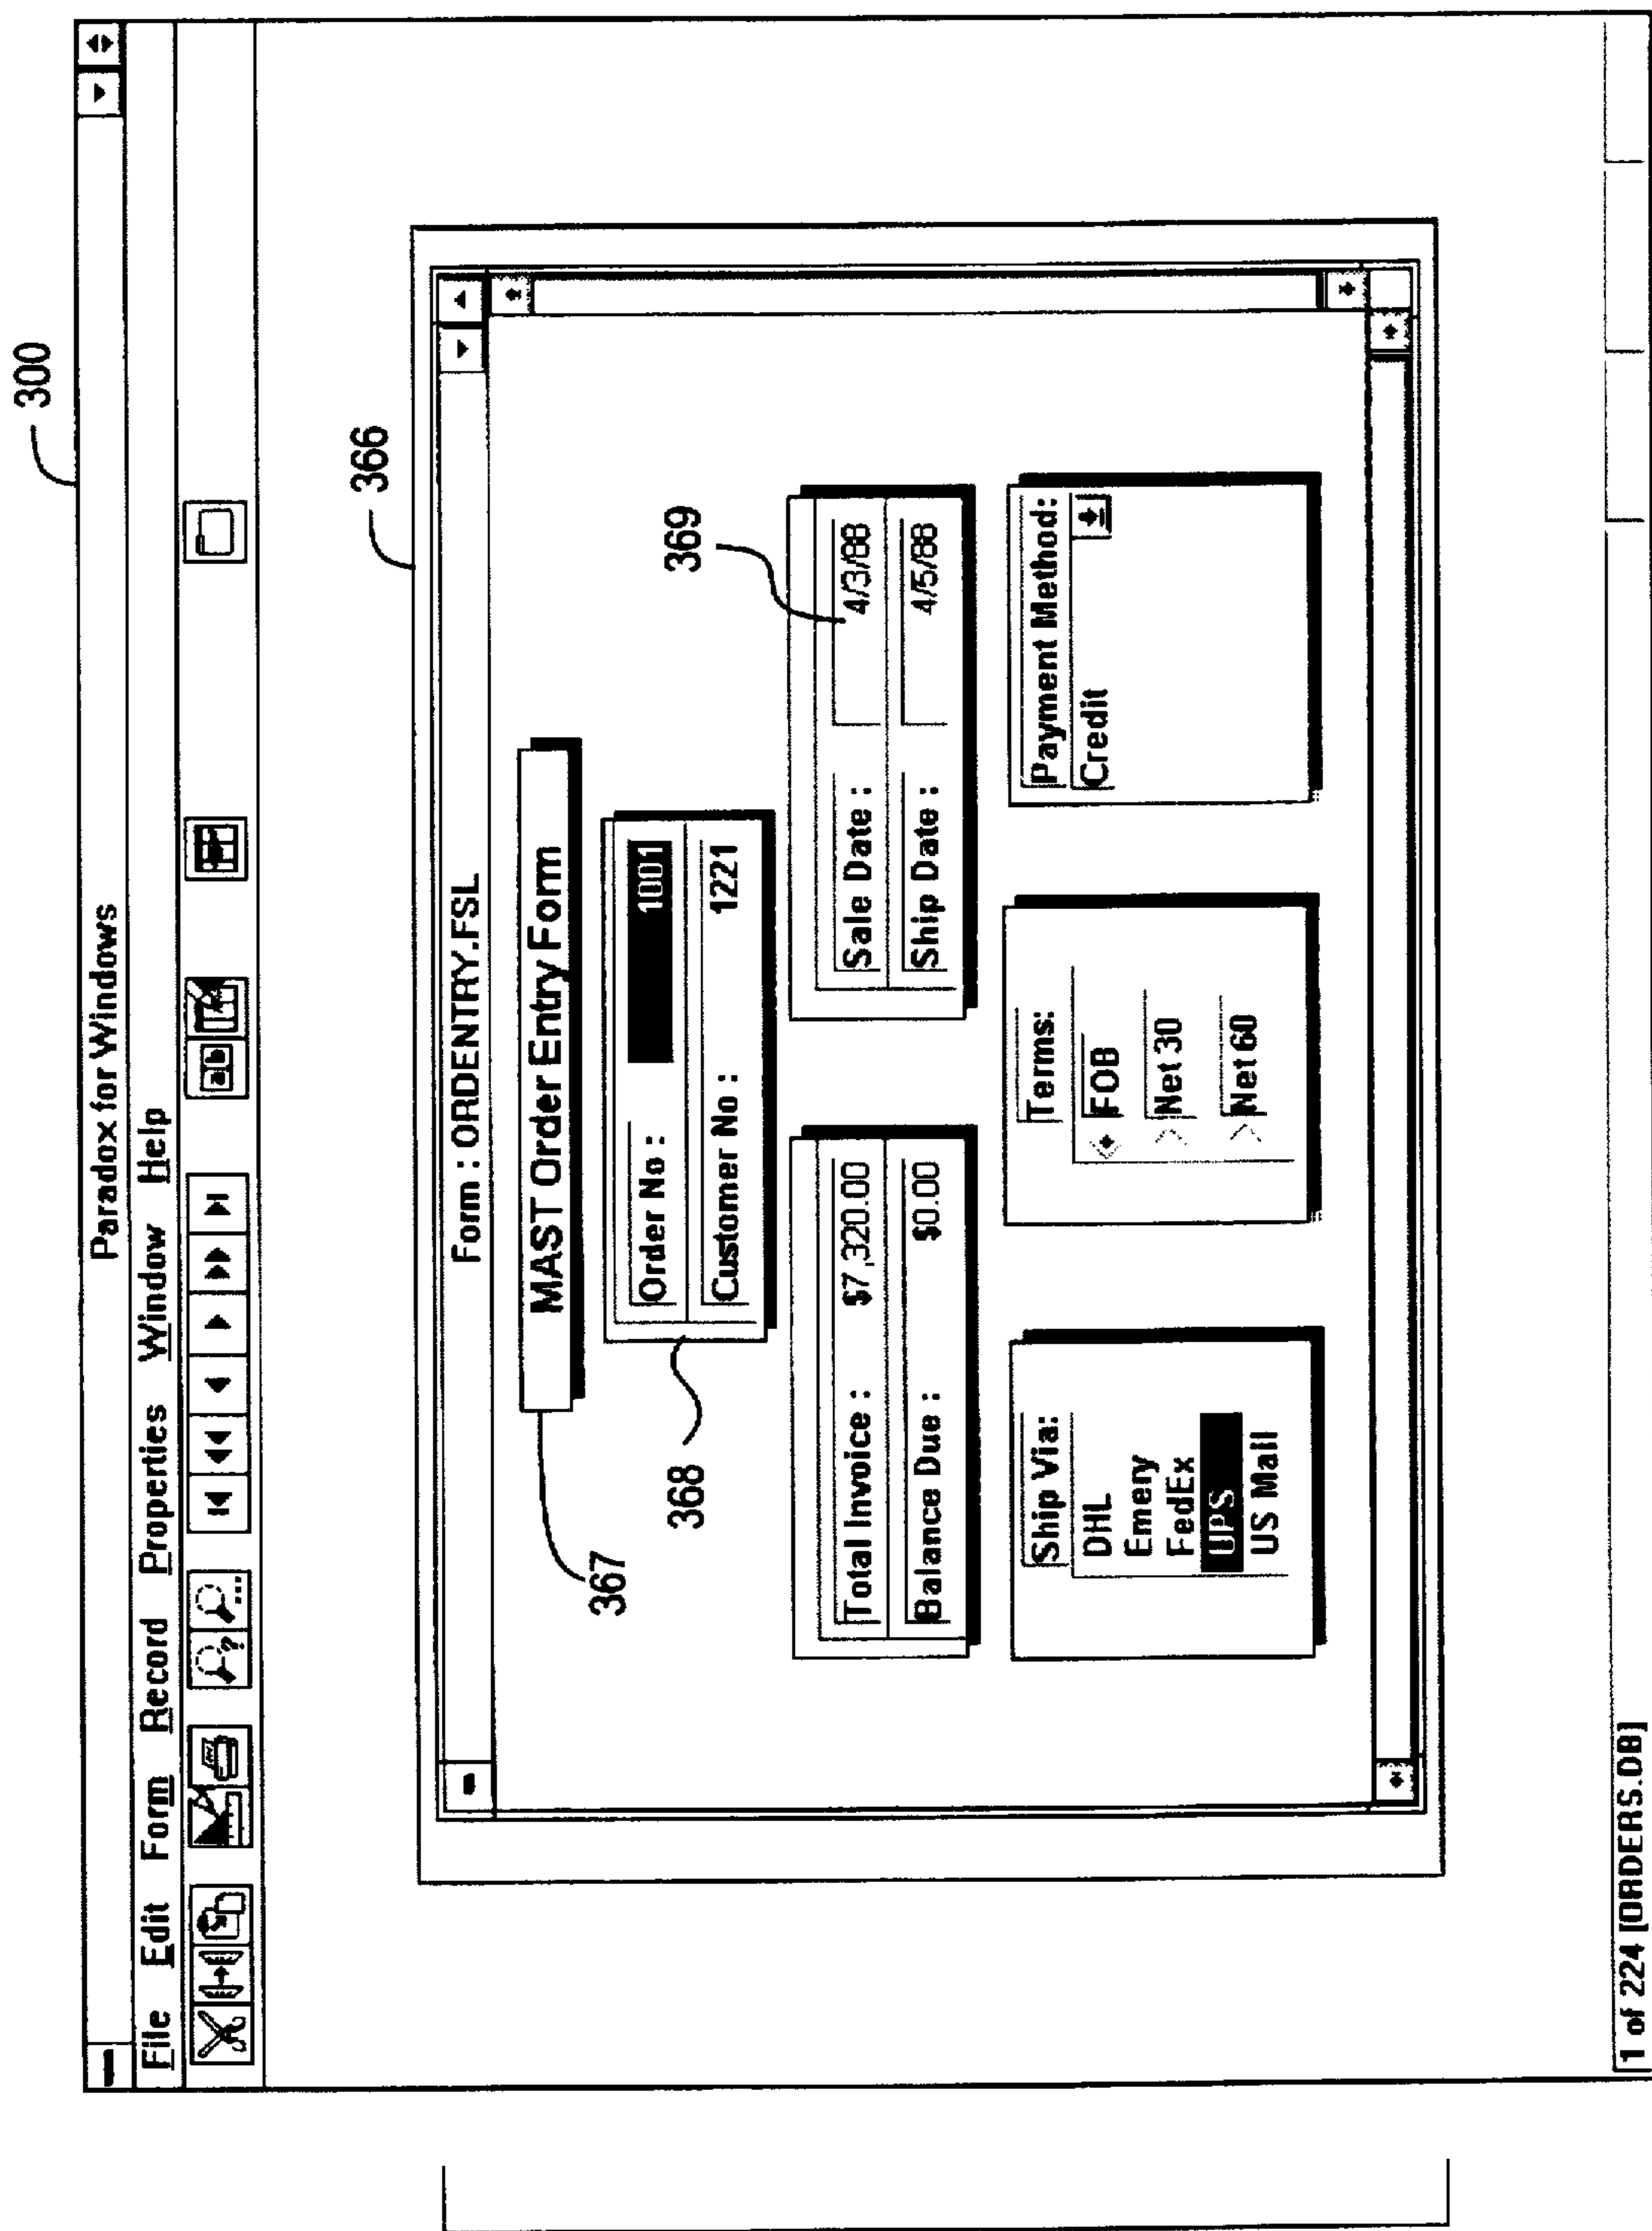 300
Paradox for Windows
File Edit Form Record Properties Window Help
ab
366
Form : ORDENTRY.FSL
367
MAST Order Entry Form
368
Order No : 1001
Customer No : 1221
369
Total Invoice : $7,320.00
Balance Due : $0.00
Sale Date : 4/3/88
Ship Date : 4/5/88
Ship Via:
DHL
Emery
FedEx
UPS
US Mail
Terms:
FOB
Net 30
Net 60
Payment Method:
Credit
1 of 224 [ORDERS.DB]